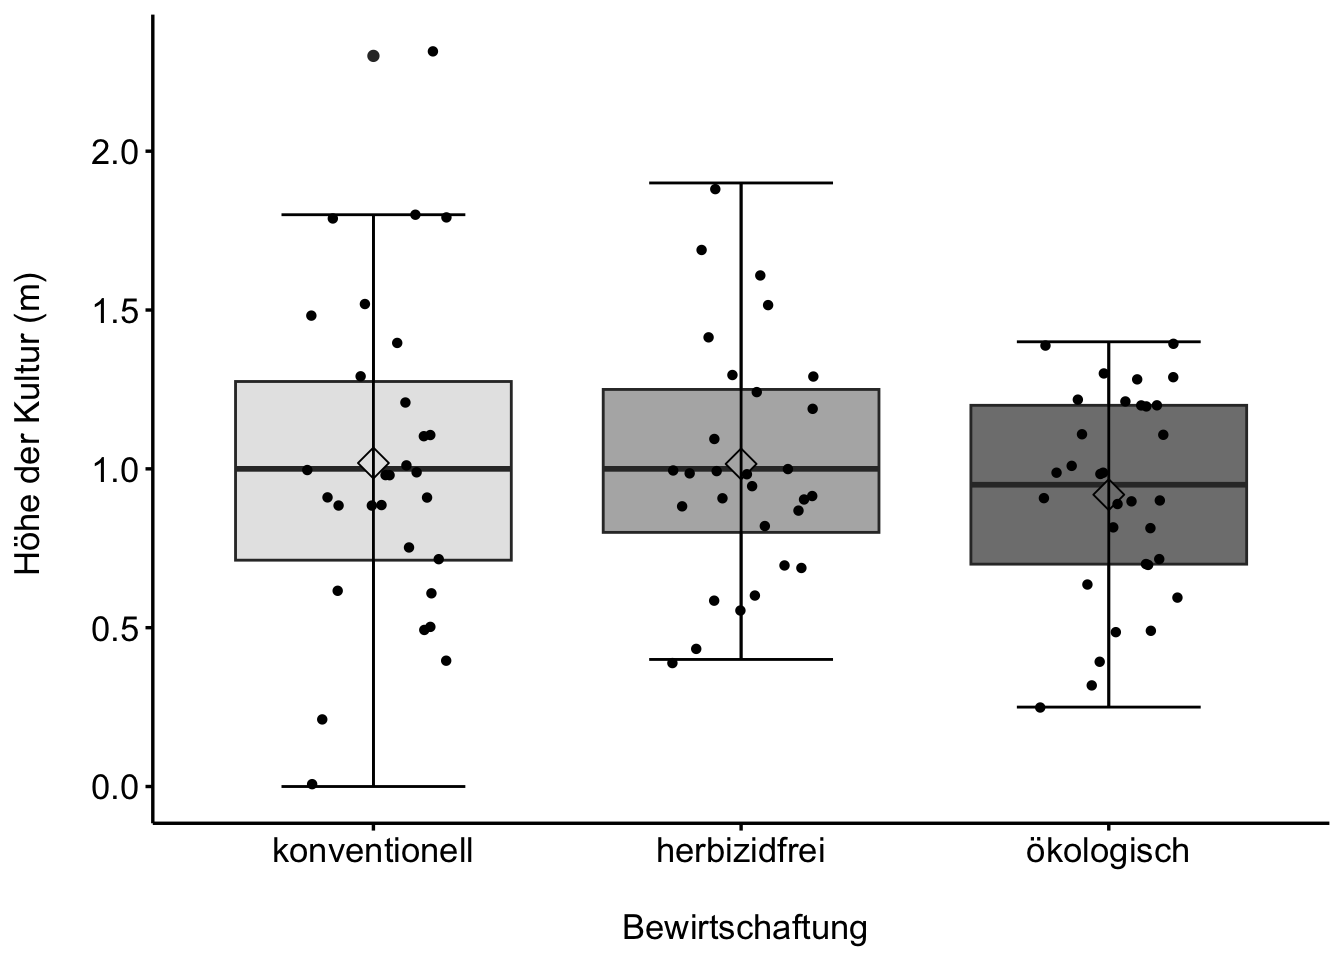 Höhe der Kultur (m)
2.0
1.5
1.0
0.5
0.0
konventionell herbizidfrei ökologisch
Bewirtschaftung